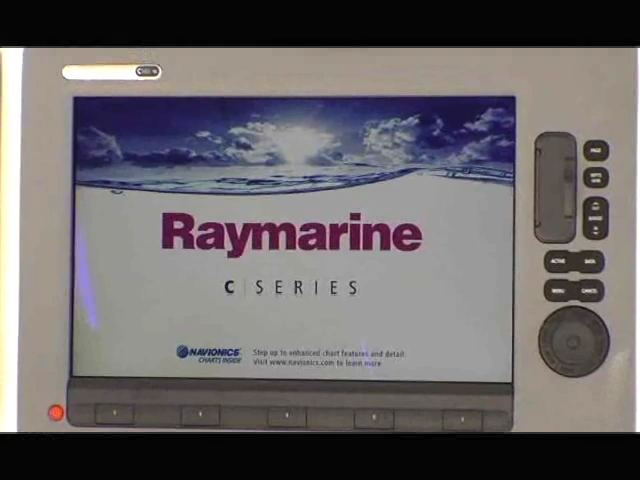 PAGE
Raymarine
C SERIES
ACTIVE
DATA
MENU
CANCEL
NAVIONICS®
CHARTS INSIDE
Step up to enhanced chart features and detail
Visit www.navionics.com to learn more